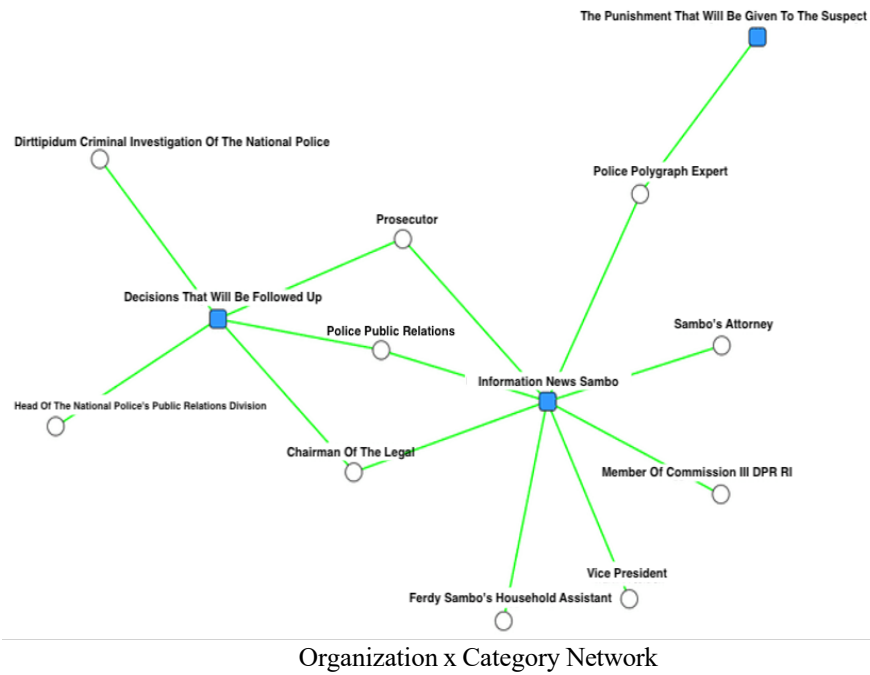 The Punishment That Will Be Given To The Suspect
Dirttipidum Criminal Investigation Of The National Police
Police Polygraph Expert
Prosecutor
Decisions That Will Be Followed Up
Police Public Relations
Sambo's Attorney
Information News Sambo
Head Of The National Police's Public Relations Division
Chairman Of The Legal
Member Of Commission III DPR RI
Vice President
Ferdy Sambo's Household Assistant
Organization x Category Network